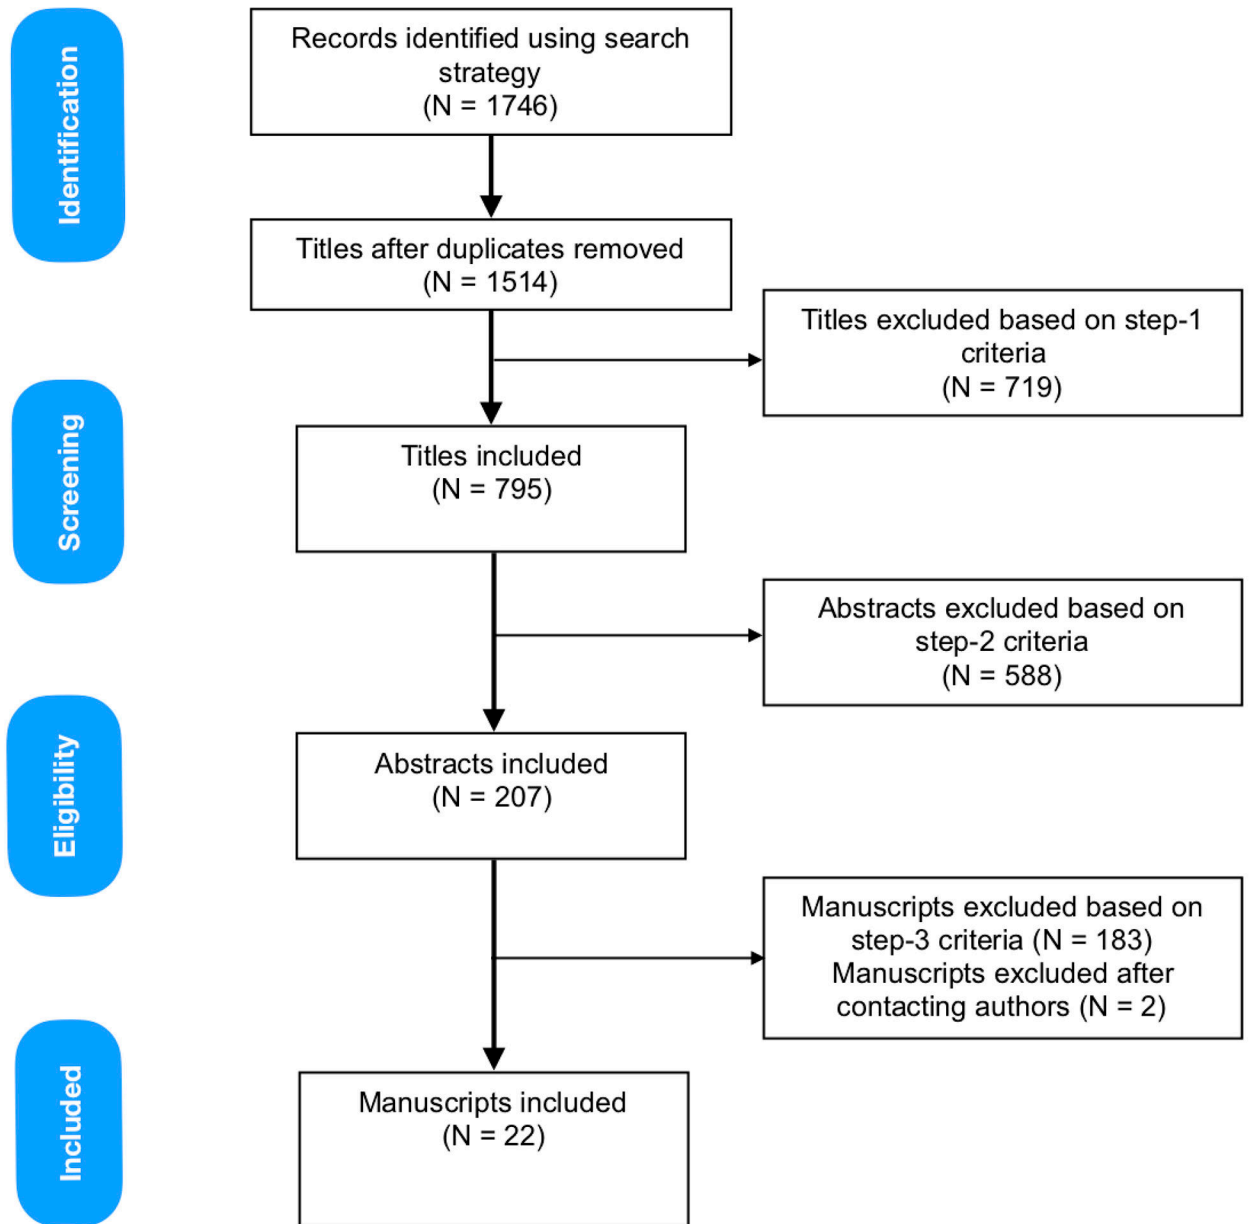 Identification
Records identified using search
strategy
(N = 1746)
Titles after duplicates removed
(N = 1514)
Titles excluded based on step-1
criteria
(N = 719)
Screening
Titles included
(N = 795)
Abstracts excluded based on
step-2 criteria
(N = 588)
Eligibility
Abstracts included
(N = 207)
Manuscripts excluded based on
step-3 criteria (N = 183)
Manuscripts excluded after
contacting authors (N = 2)
Included
Manuscripts included
(N = 22)